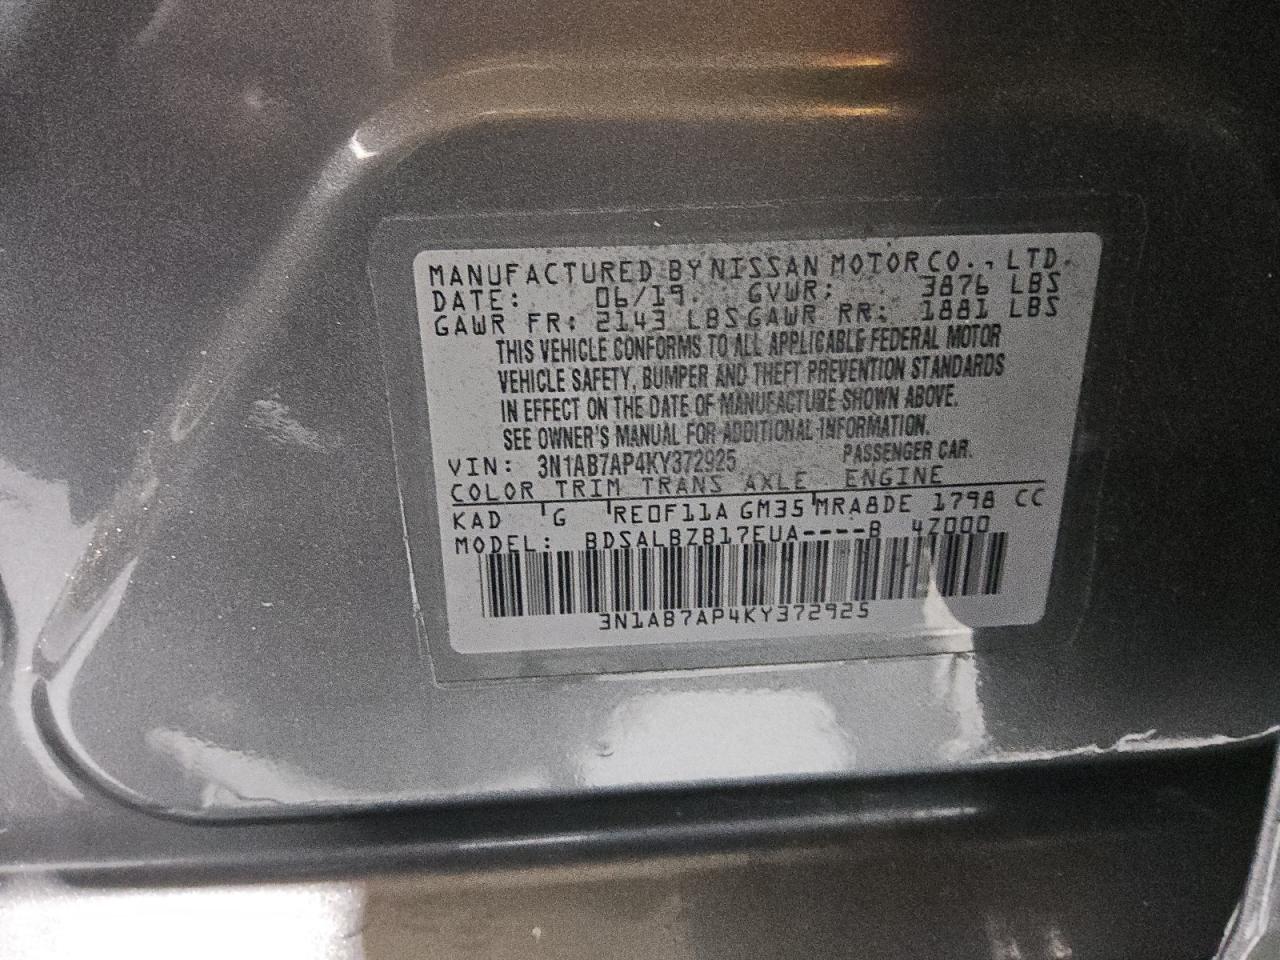 MANUFACTURED BY NISSAN MOTOR CO., LTD.
DATE: 06/19 GVWR: 3876 LBS
GAWR FR: 2143 LBS GAWR RR: 1881 LBS
THIS VEHICLE CONFORMS TO ALL APPLICABLE FEDERAL MOTOR
VEHICLE SAFETY, BUMPER AND THEFT PREVENTION STANDARDS
IN EFFECT ON THE DATE OF MANUFACTURE SHOWN ABOVE.
SEE OWNER'S MANUAL FOR ADDITIONAL INFORMATION.
VIN: 3N1AB7AP4KY372925 PASSENGER CAR.
COLOR TRIM TRANS AXLE ENGINE
KAD G RE0F11A GM35 MRA8DE 1798 CC
MODEL: BDSALBZB17EUA----B 4Z000
3N1AB7AP4KY372925